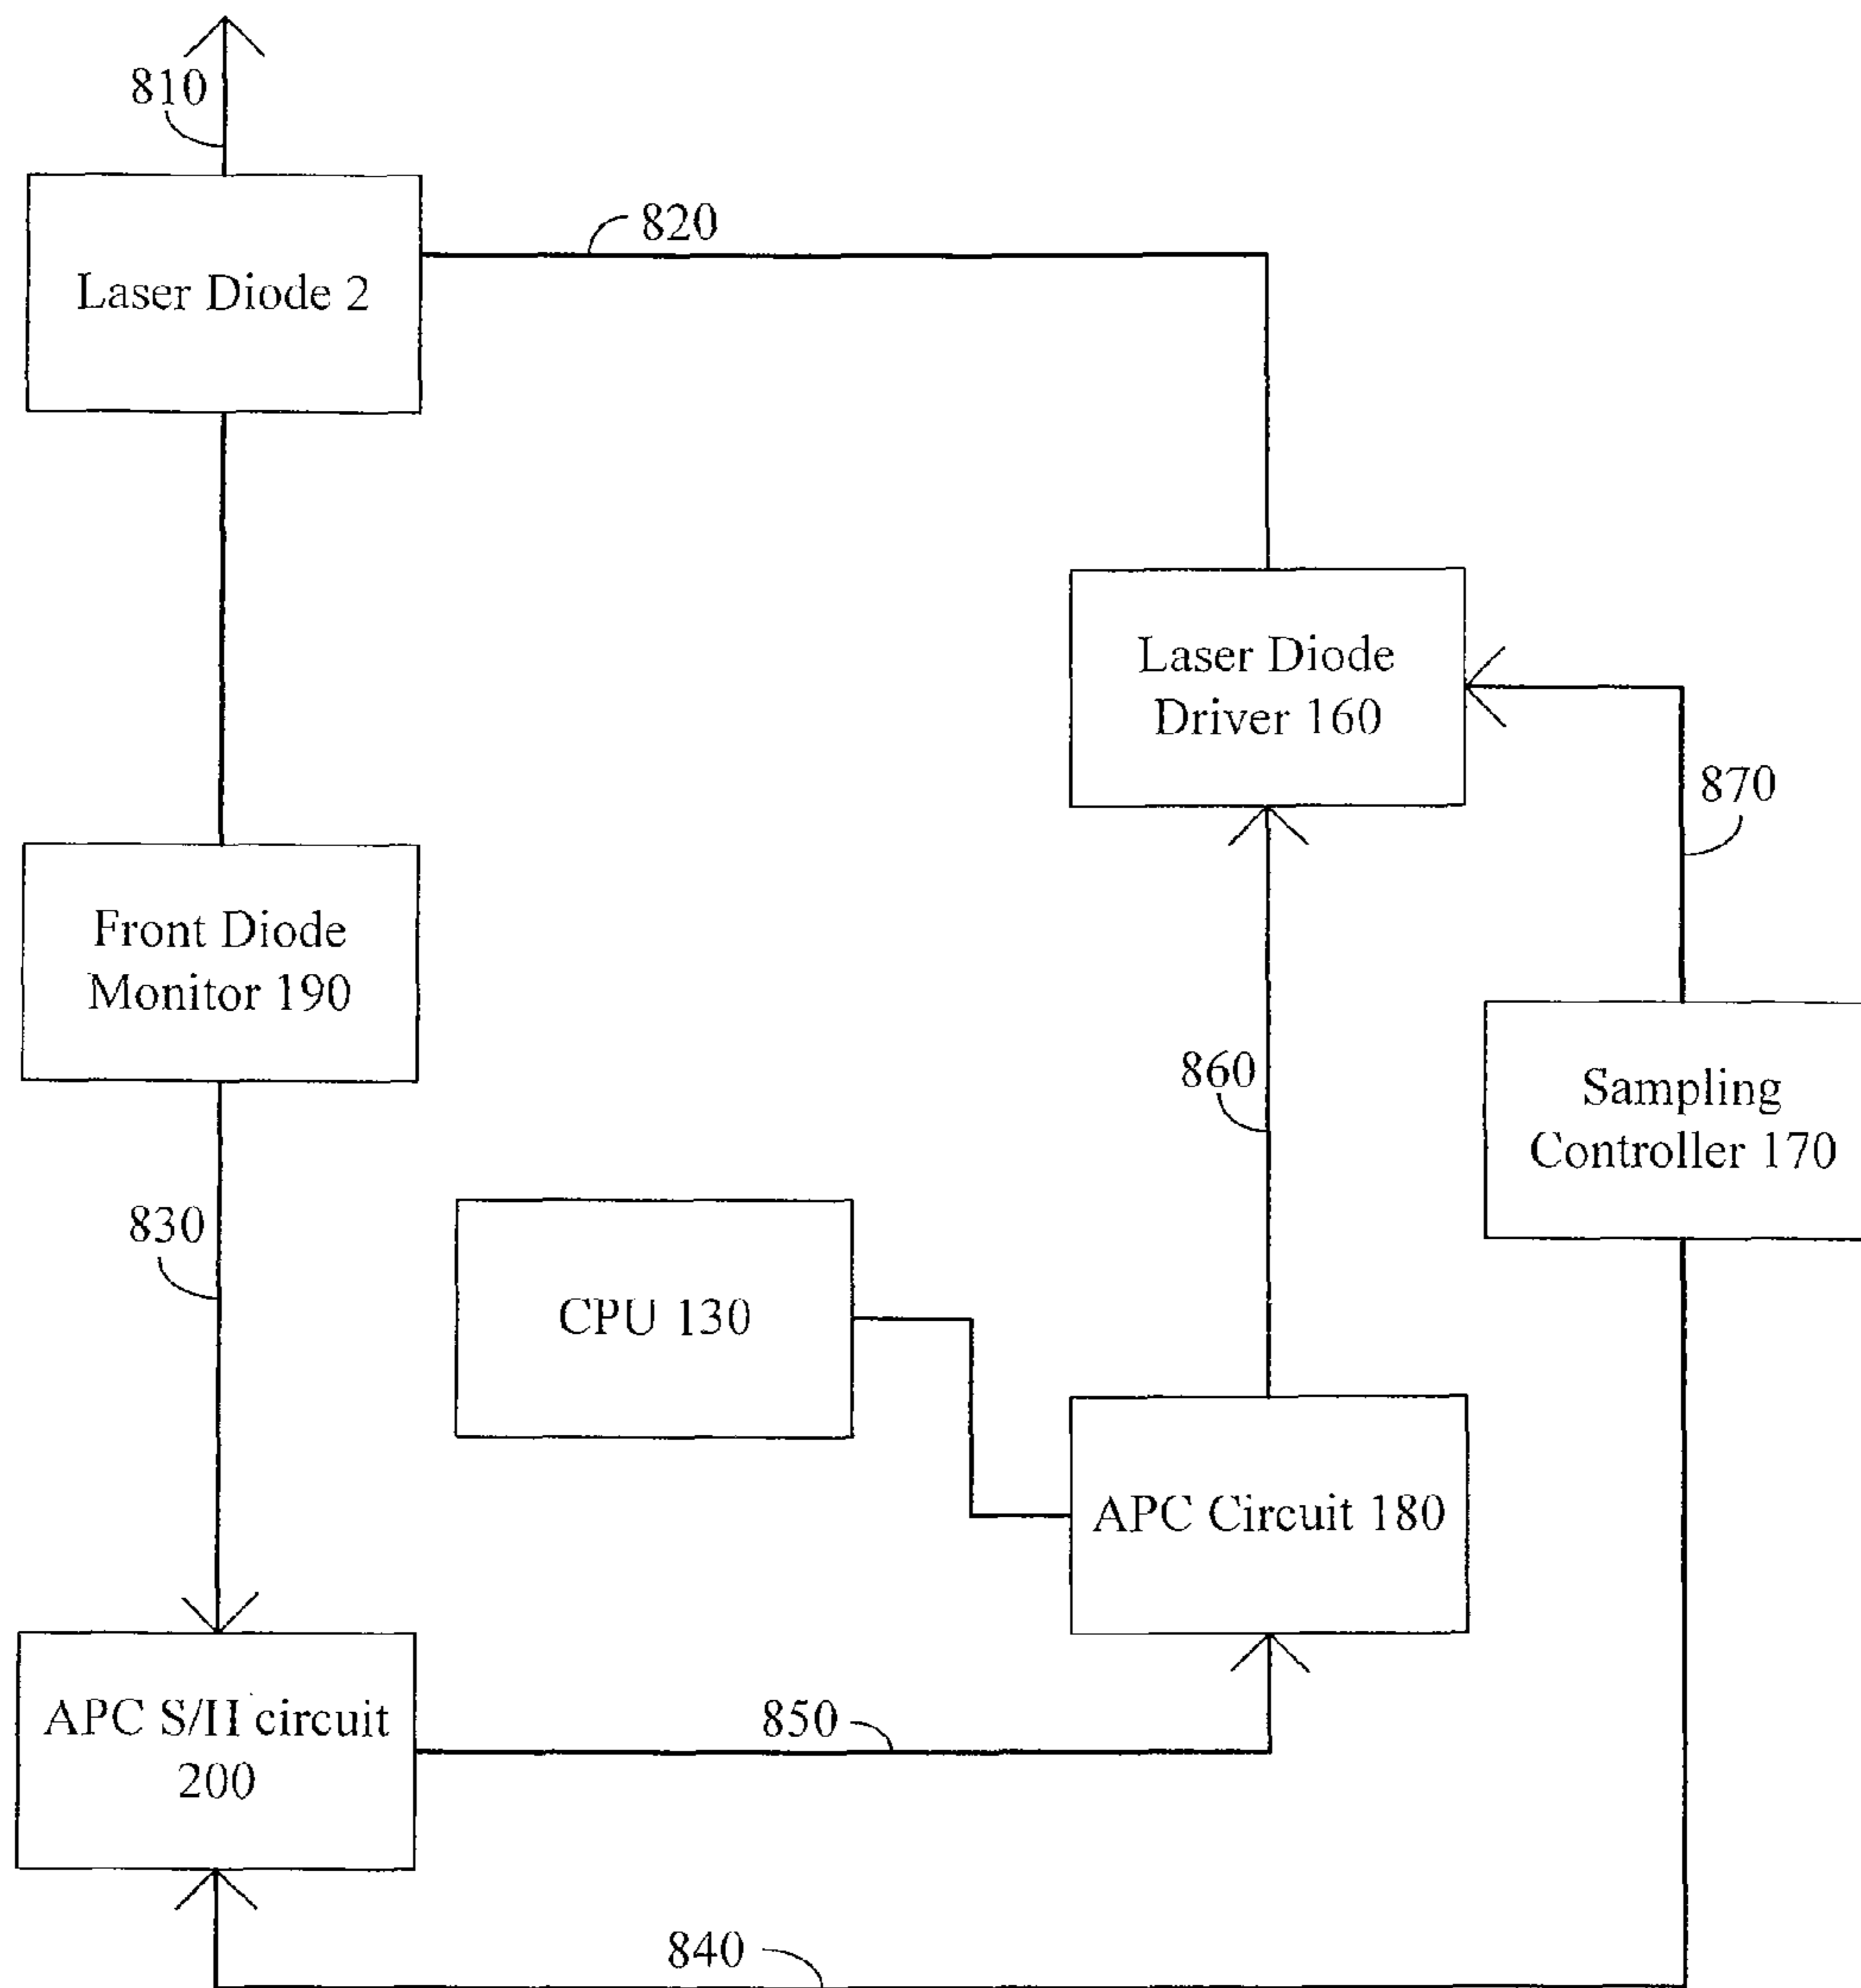 810
820
Laser Diode 2
Laser Diode
Driver 160
870
Front Diode
Monitor 190
860
Sampling
Controller 170
830
CPU 130
APC Circuit 180
APC S/H circuit
200
850
840